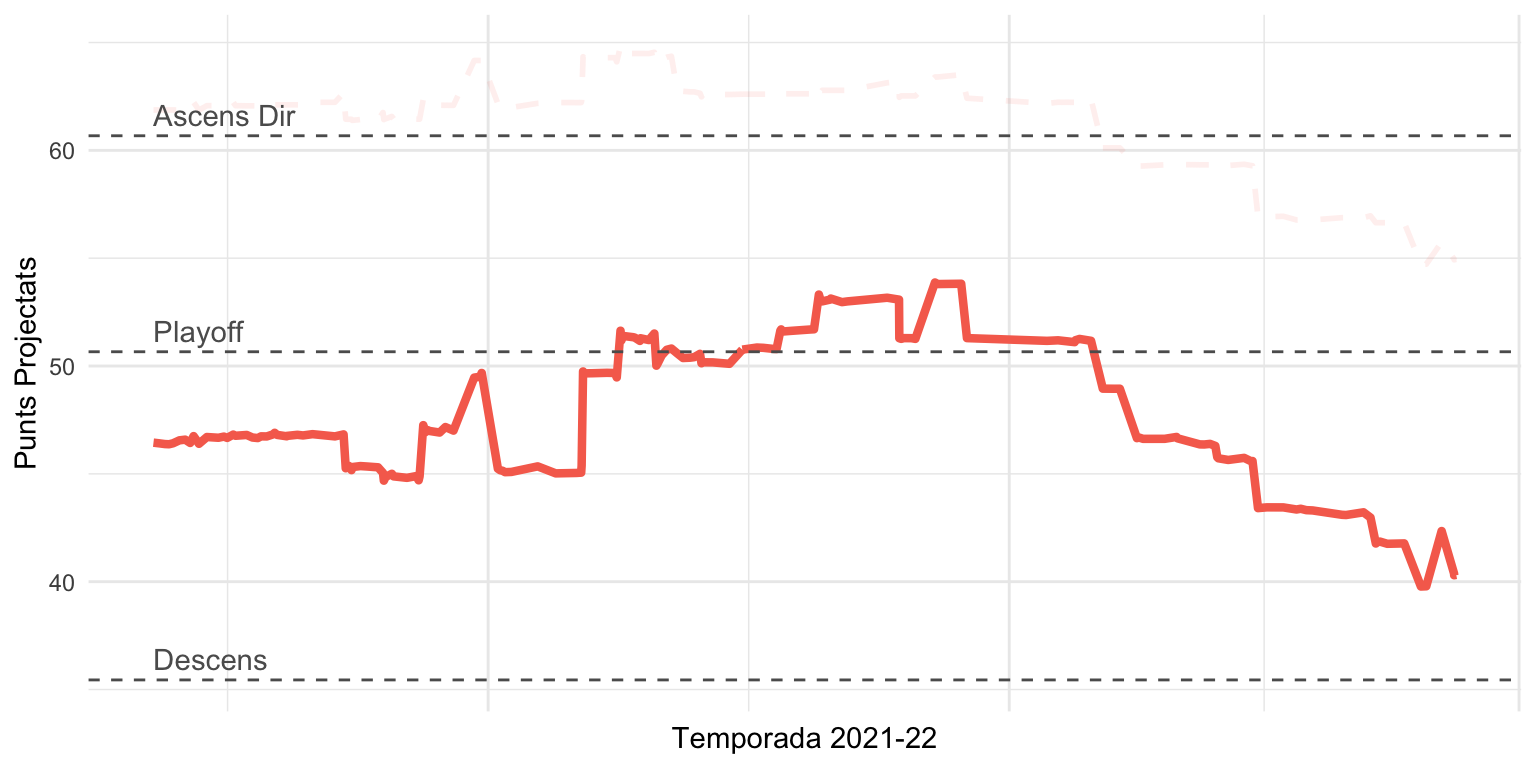 Ascens Dir
60
Playoff
50
40
Descens
Punts Projectats
Temporada 2021-22